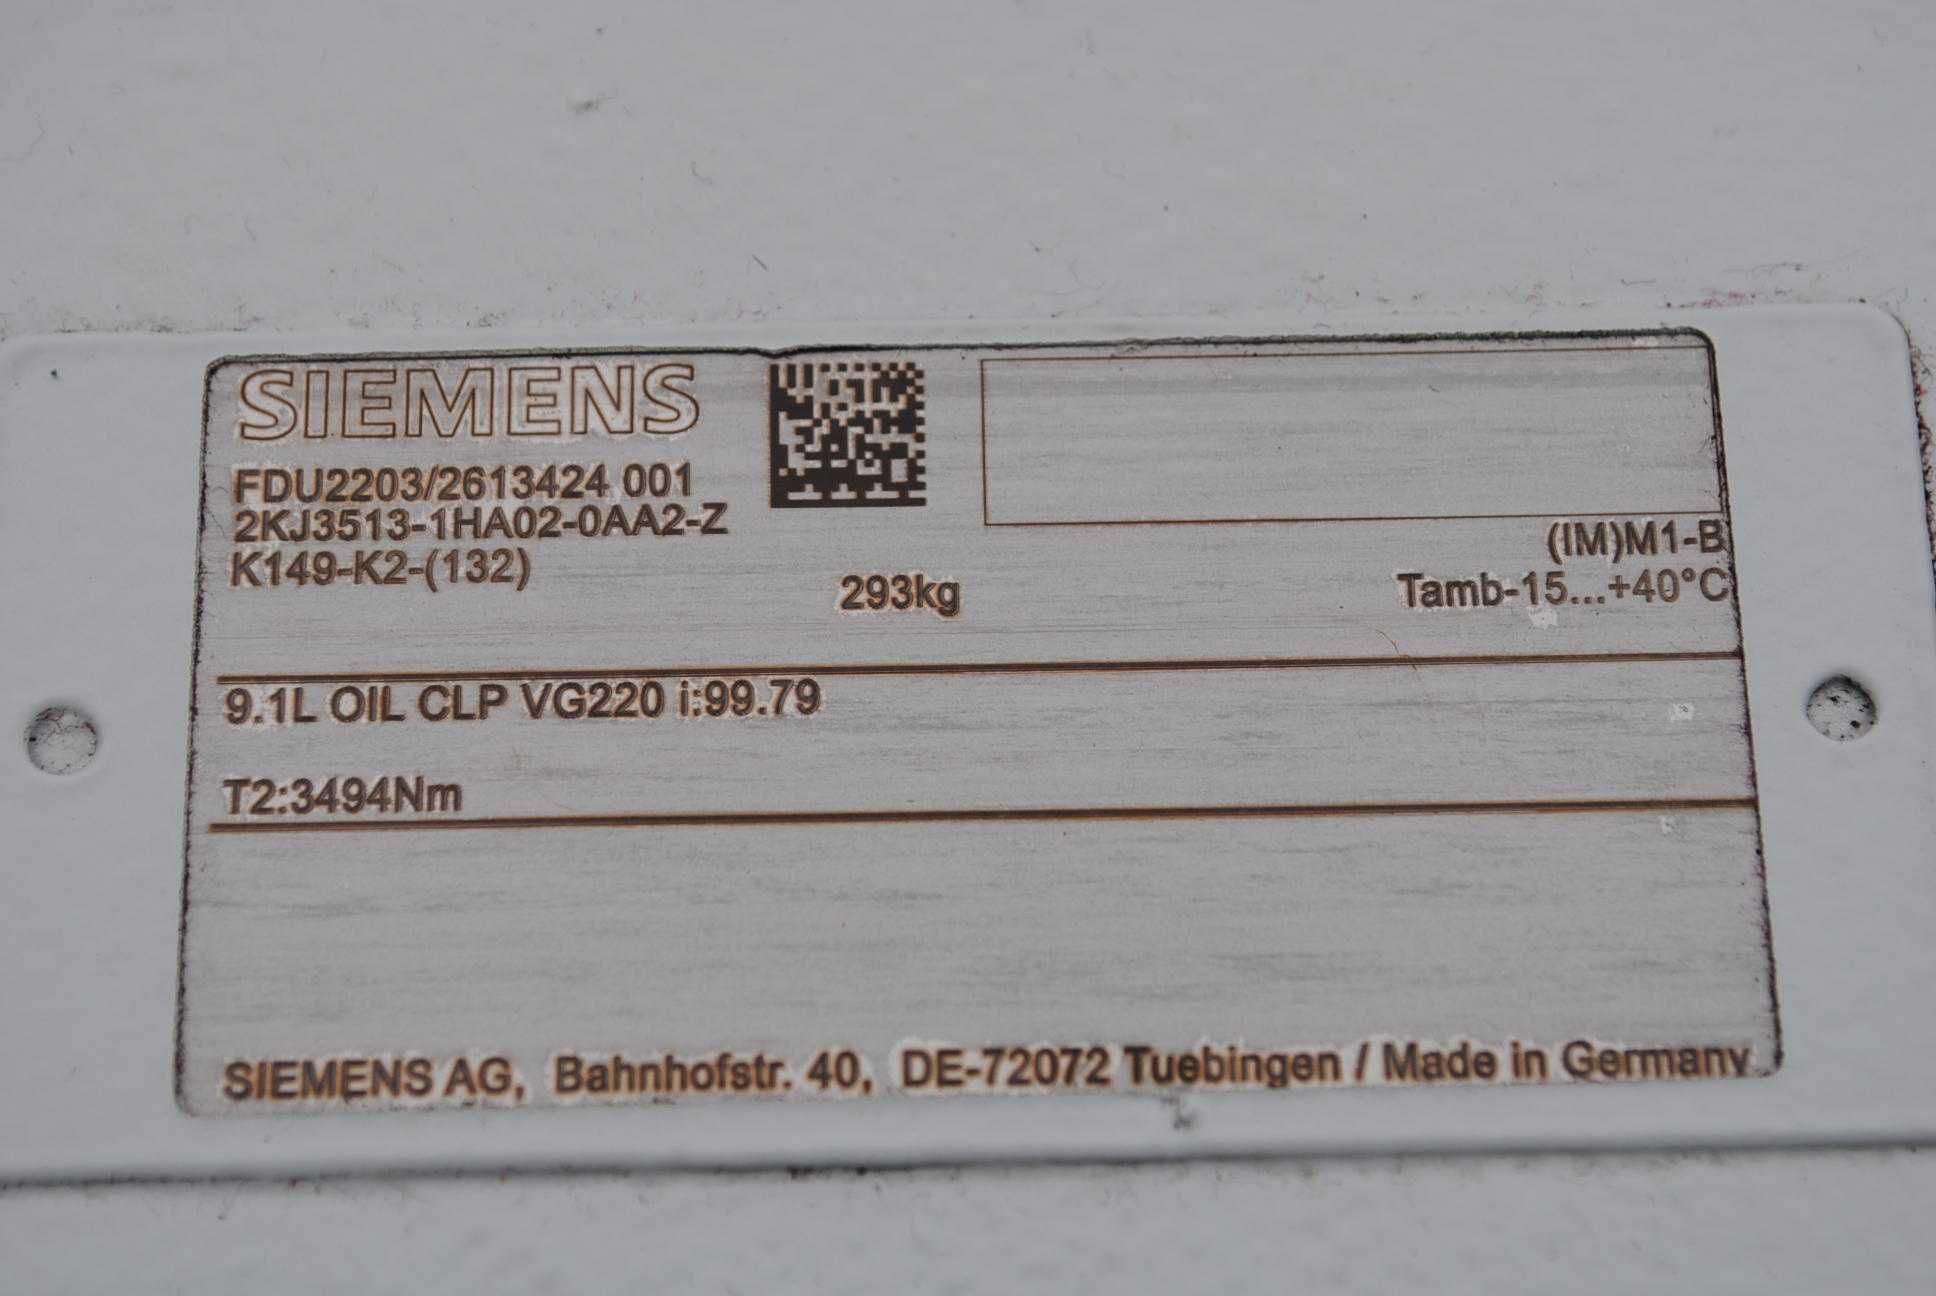 SIEMENS
FDU2203/2613424 001
2KJ3513-1HA02-0AA2-Z
K149-K2-(132)
293kg
(IM)M1-B
Tamb-15...+40°C
9.1L OIL CLP VG220 i:99.79
T2:3494Nm
SIEMENS AG, Bahnhofstr. 40, DE-72072 Tuebingen / Made in Germany